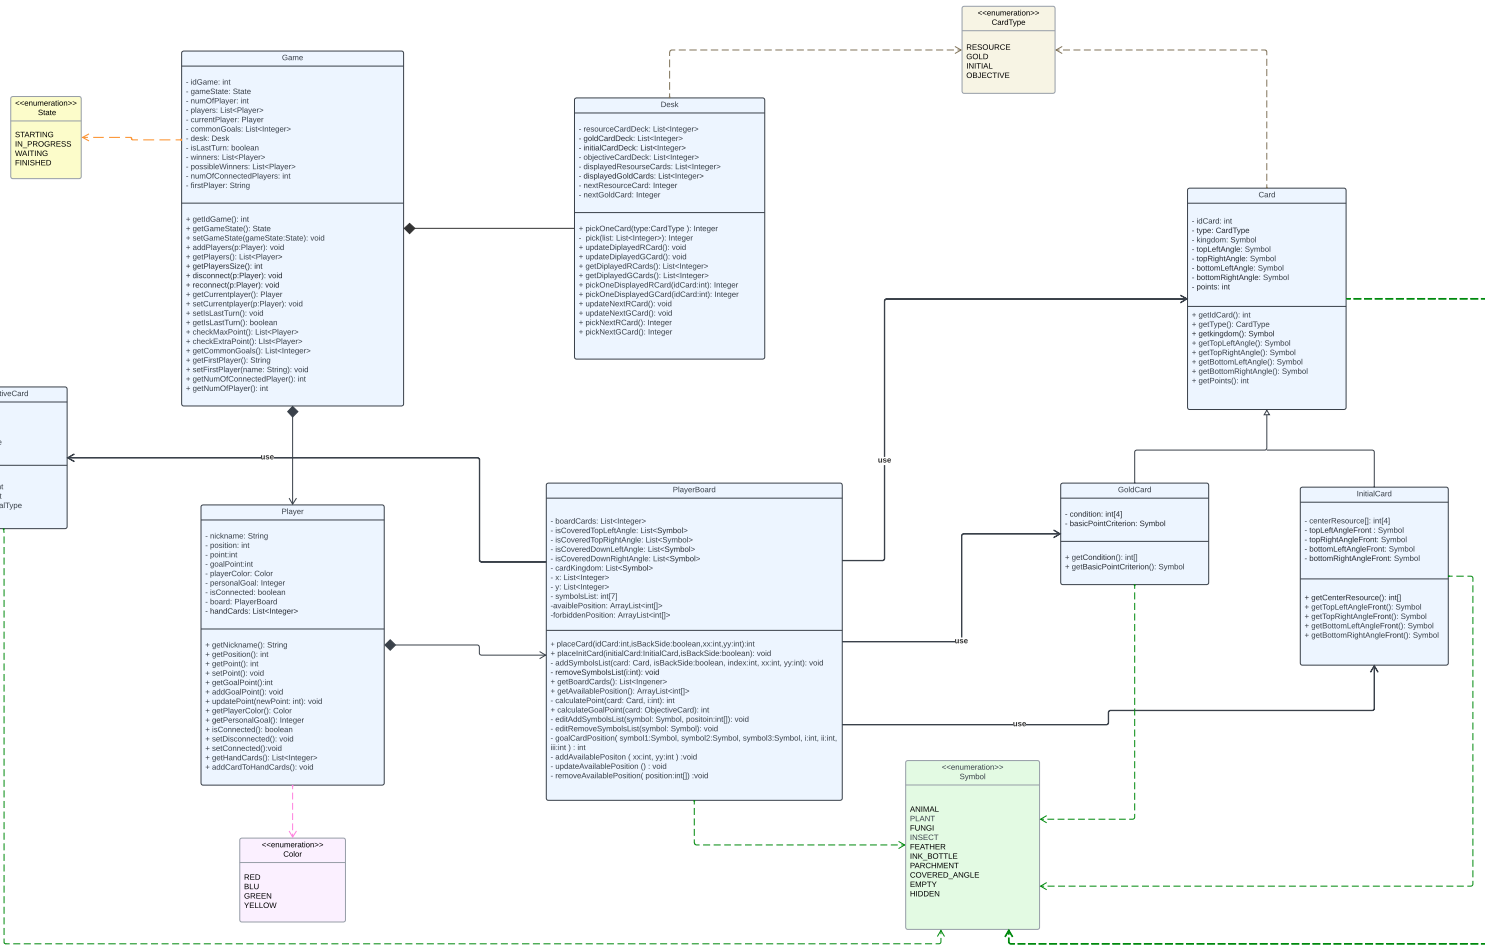 <<enumeration>>
CardType
RESOURCE
GOLD
INITIAL
OBJECTIVE
Game
- idGame: int
- gameState: State
- numOfPlayer: int
- players: List<Player>
- currentPlayer: Player
- commonGoals: List<Integer>
- desk: Desk
- isLastTurn: boolean
- winners: List<Player>
- possibleWinners: List<Player>
- numOfConnectedPlayers: int
- firstPlayer: String
+ getIdGame(): int
+ getGameState(): State
+ setGameState(gameState:State): void
+ addPlayers(p:Player): void
+ getPlayers(): List<Player>
+ getPlayersSize(): int
+ disconnect(p:Player): void
+ reconnect(p:Player): void
+ getCurrentplayer(): Player
+ setCurrentplayer(p:Player): void
+ setIsLastTurn(): void
+ getIsLastTurn(): boolean
+ checkMaxPoint(): List<Player>
+ checkExtraPoint(): LIst<Player>
+ getCommonGoals(): List<Integer>
+ getFirstPlayer(): String
+ setFirstPlayer(name: String): void
+ getNumOfConnectedPlayer(): int
+ getNumOfPlayer(): int
<<enumeration>>
State
STARTING
IN_PROGRESS
WAITING
FINISHED
Desk
- resourceCardDeck: List<Integer>
- goldCardDeck: List<Integer>
- initialCardDeck: List<Integer>
- objectiveCardDeck: List<Integer>
- displayedResourseCards: List<Integer>
- displayedGoldCards: List<Integer>
- nextResourceCard: Integer
- nextGoldCard: Integer
+ pickOneCard(type:CardType ): Integer
-  pick(list: List<Integer>): Integer
+ updateDiplayedRCard(): void
+ updateDiplayedGCard(): void
+ getDiplayedRCards(): List<Integer>
+ getDiplayedGCards(): List<Integer>
+ pickOneDisplayedRCard(idCard:int): Integer
+ pickOneDisplayedGCard(idCard:int): Integer
+ updateNextRCard(): void
+ updateNextGCard(): void
+ pickNextRCard(): Integer
+ pickNextGCard(): Integer
Card
- idCard: int
- type: CardType
- kingdom: Symbol
- topLeftAngle: Symbol
- topRightAngle: Symbol
- bottomLeftAngle: Symbol
- bottomRightAngle: Symbol
- points: int
+ getIdCard(): int
+ getType(): CardType
+ getkingdom(): Symbol
+ getTopLeftAngle(): Symbol
+ getTopRightAngle(): Symbol
+ getBottomLeftAngle(): Symbol
+ getBottomRightAngle(): Symbol
+ getPoints(): int
tiveCard
e
nt
t
alType
use
use
Player
- nickname: String
- position: int
- point:int
- goalPoint:int
- playerColor: Color
- personalGoal: Integer
- isConnected: boolean
- board: PlayerBoard
- handCards: List<Integer>
+ getNickname(): String
+ getPosition(): int
+ getPoint(): int
+ setPoint(): void
+ getGoalPoint():int
+ addGoalPoint(): void
+ updatePoint(newPoint: int): void
+ getPlayerColor(): Color
+ getPersonalGoal(): Integer
+ isConnected(): boolean
+ setDisconnected(): void
+ setConnected():void
+ getHandCards(): List<Integer>
+ addCardToHandCards(): void
PlayerBoard
- boardCards: List<Integer>
- isCoveredTopLeftAngle: List<Symbol>
- isCoveredTopRightAngle: List<Symbol>
- isCoveredDownLeftAngle: List<Symbol>
- isCoveredDownRightAngle: List<Symbol>
- cardKingdom: List<Symbol>
- x: List<Integer>
- y: List<Integer>
- symbolsList: int[7]
-avaiblePosition: ArrayList<int[]>
-forbiddenPosition: ArrayList<int[]>
+ placeCard(idCard:int,isBackSide:boolean,xx:int,yy:int):int
+ placeInitCard(initialCard:InitialCard,isBackSide:boolean): void
- addSymbolsList(card: Card, isBackSide:boolean, index:int, xx:int, yy:int): void
- removeSymbolsList(i:int): void
+ getBoardCards(): List<Ingener>
+ getAvailablePosition(): ArrayList<int[]>
- calculatePoint(card: Card, i:int): int
+ calculateGoalPoint(card: ObjectiveCard): int
- editAddSymbolsList(symbol: Symbol, positoin:int[]): void
- editRemoveSymbolsList(symbol: Symbol): void
- goalCardPosition( symbol1:Symbol, symbol2:Symbol, symbol3:Symbol, i:int, ii:int,
iii:int ) : int
- addAvailablePositon ( xx:int, yy:int ) :void
- updateAvailablePosition () : void
- removeAvailablePosition( position:int[]) :void
GoldCard
- condition: int[4]
- basicPointCriterion: Symbol
+ getCondition(): int[]
+ getBasicPointCriterion(): Symbol
InitialCard
- centerResource[]: int[4]
- topLeftAngleFront : Symbol
- topRightAngleFront: Symbol
- bottomLeftAngleFront: Symbol
- bottomRightAngleFront: Symbol
+ getCenterResource(): int[]
+ getTopLeftAngleFront(): Symbol
+ getTopRightAngleFront(): Symbol
+ getBottomLeftAngleFront(): Symbol
+ getBottomRightAngleFront(): Symbol
use
use
<<enumeration>>
Symbol
ANIMAL
PLANT
FUNGI
INSECT
FEATHER
INK_BOTTLE
PARCHMENT
COVERED_ANGLE
EMPTY
HIDDEN
<<enumeration>>
Color
RED
BLU
GREEN
YELLOW